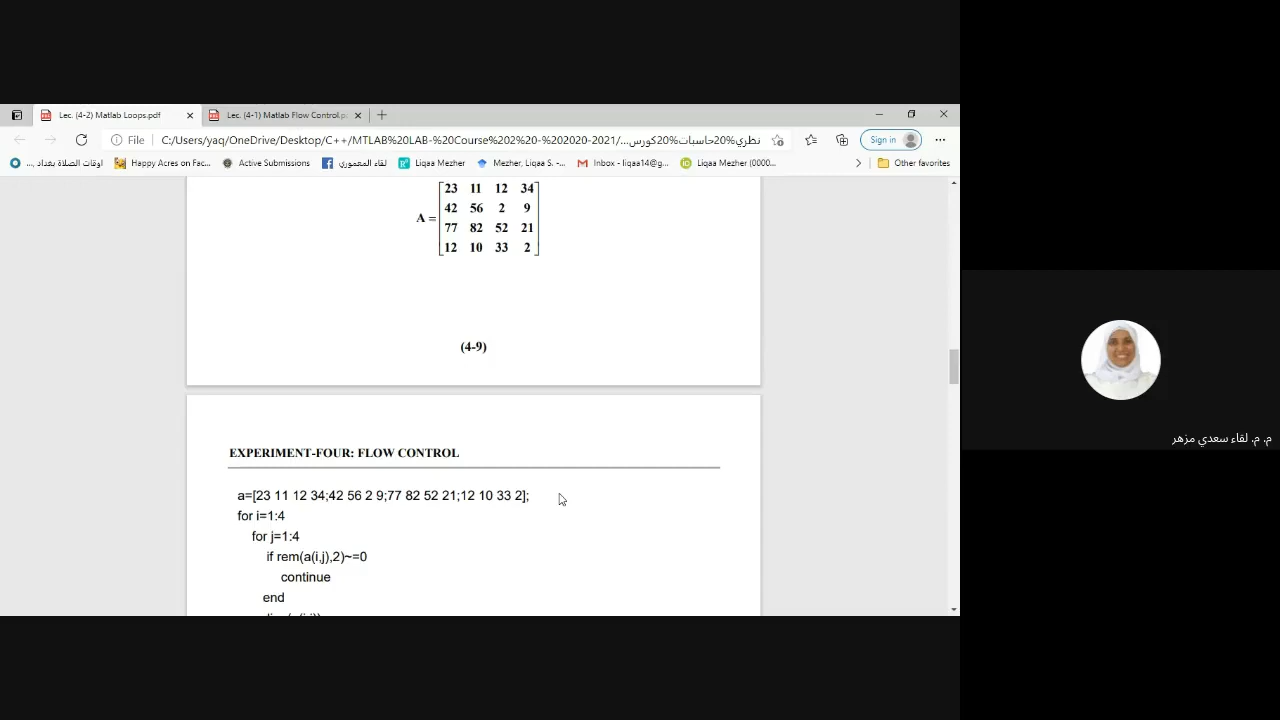 Lec. (4-2) Matlab Loops.pdf
Lec. (4-1) Matlab Flow Control.p
File
C:/Users/yaq/OneDrive/Desktop/C++/MTLAB%20LAB-%20Course%202%20-%202020-2021/...نظري%20حاسبات%20كورس
Sign in
اوقات الصلاة بغداد ,...
Happy Acres on Fac...
Active Submissions
لقاء المعموري
Liqaa Mezher
Mezher, Liqaa S. -...
Inbox - liqaa14@g...
Liqaa Mezher (0000...
Other favorites
23 11 12 34
42 56 2 9
A =
77 82 52 21
12 10 33 2
(4-9)
EXPERIMENT-FOUR: FLOW CONTROL
a=[23 11 12 34;42 56 2 9;77 82 52 21;12 10 33 2];
for i=1:4
for j=1:4
if rem(a(i,j),2)~=0
continue
end
م. م. لقاء سعدي مزهر